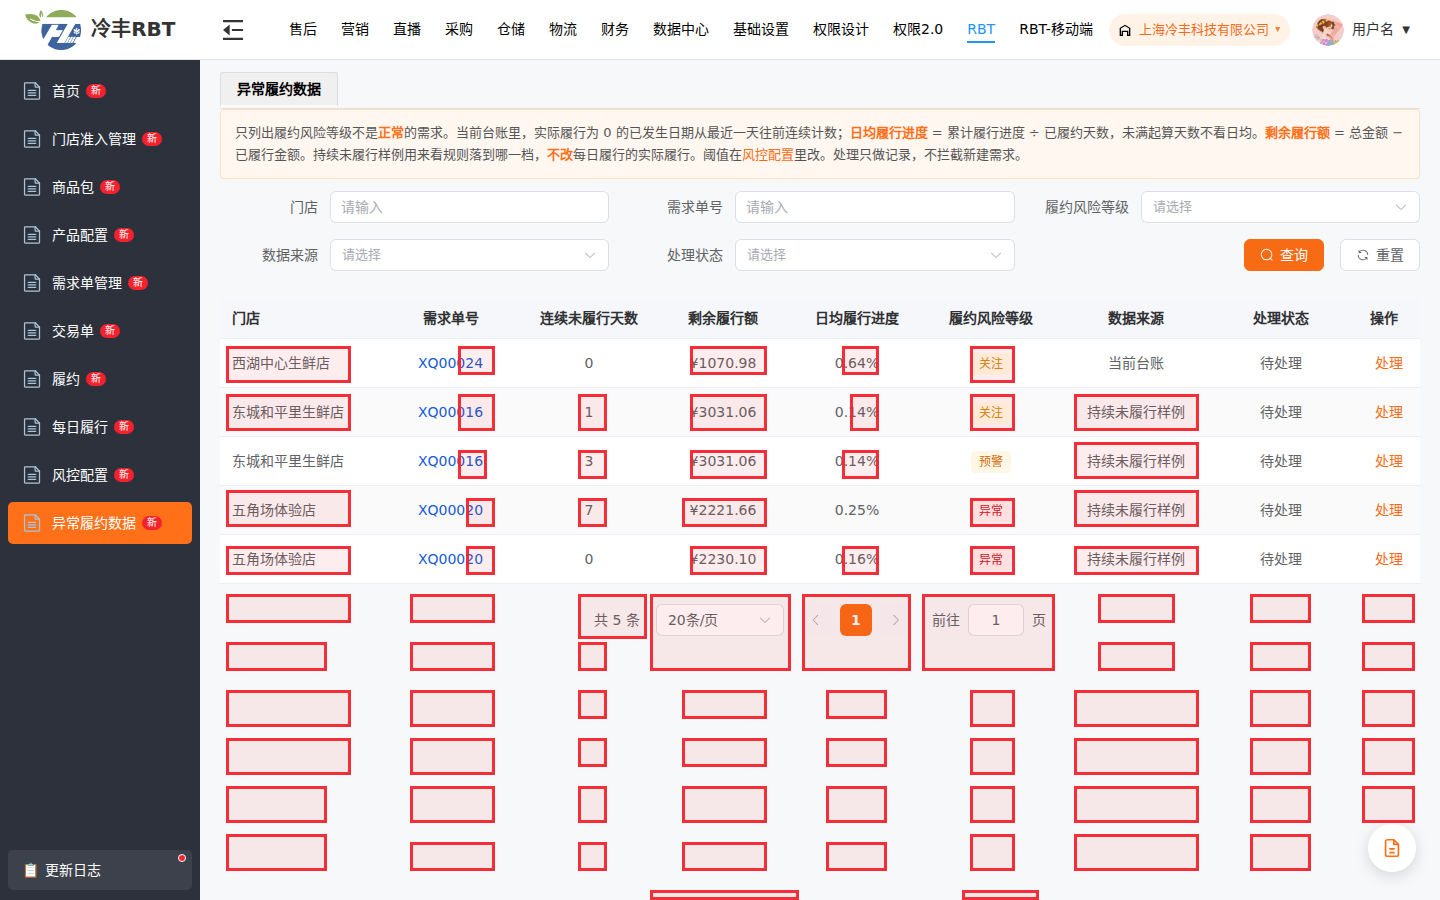 冷丰RBT
售后 营销 直播 采购 仓储 物流 财务 数据中心 基础设置 权限设计 权限2.0 RBT RBT-移动端 上海冷丰科技有限公司 ▾ 用户名 ▼
首页 新
门店准入管理 新
商品包 新
产品配置 新
需求单管理 新
交易单 新
履约 新
每日履行 新
风控配置 新
异常履约数据 新
更新日志
异常履约数据
只列出履约风险等级不是正常的需求。当前台账里，实际履行为 0 的已发生日期从最近一天往前连续计数；日均履行进度 = 累计履行进度 ÷ 已履约天数，未满起算天数不看日均。剩余履行额 = 总金额 −
已履行金额。持续未履行样例用来看规则落到哪一档，不改每日履行的实际履行。阈值在风控配置里改。处理只做记录，不拦截新建需求。
门店 请输入 需求单号 请输入 履约风险等级 请选择
数据来源 请选择 处理状态 请选择 查询 重置
门店 需求单号 连续未履行天数 剩余履行额 日均履行进度 履约风险等级 数据来源 处理状态 操作
西湖中心生鲜店 XQ00024 0 ¥1070.98 0.64% 关注 当前台账 待处理 处理
东城和平里生鲜店 XQ00016 1 ¥3031.06 0.14% 关注 持续未履行样例 待处理 处理
东城和平里生鲜店 XQ00016 3 ¥3031.06 0.14% 预警 持续未履行样例 待处理 处理
五角场体验店 XQ00020 7 ¥2221.66 0.25% 异常 持续未履行样例 待处理 处理
五角场体验店 XQ00020 0 ¥2230.10 0.16% 异常 持续未履行样例 待处理 处理
共 5 条 20条/页 1 前往 1 页